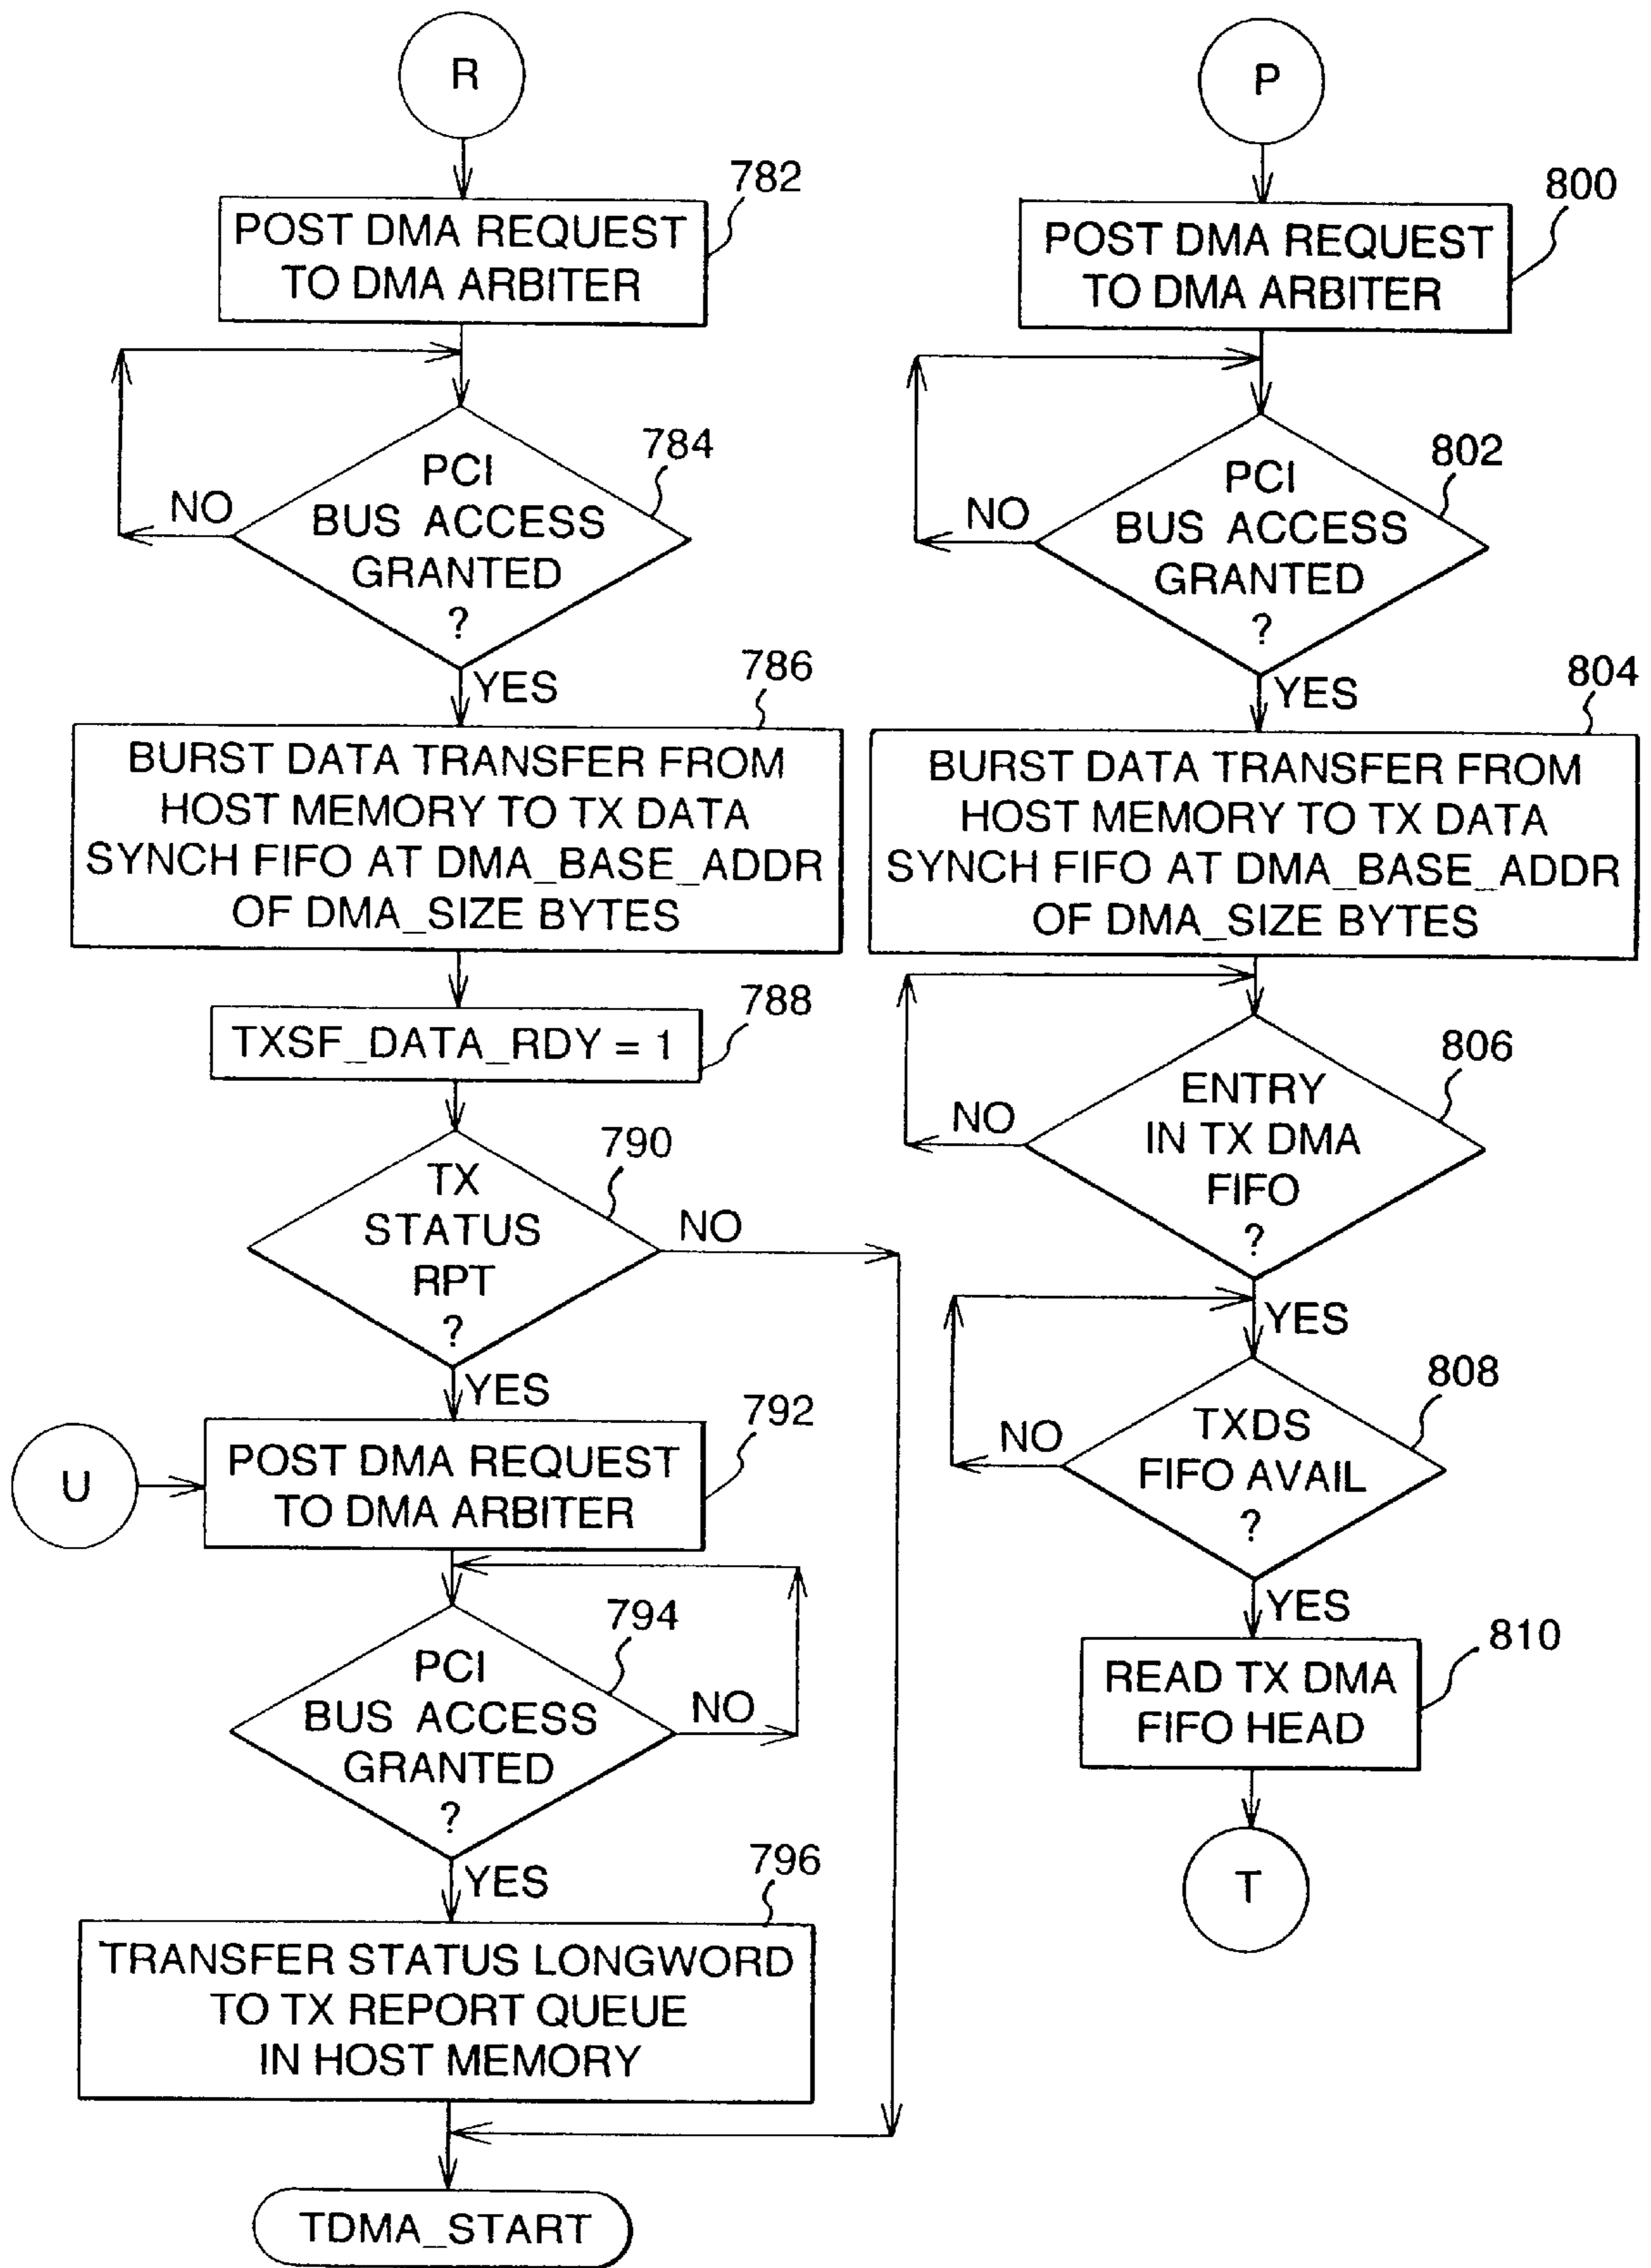 R
782
POST DMA REQUEST
TO DMA ARBITER
784
PCI
BUS ACCESS
GRANTED
?
NO
YES
786
BURST DATA TRANSFER FROM
HOST MEMORY TO TX DATA
SYNCH FIFO AT DMA_BASE_ADDR
OF DMA_SIZE BYTES
788
TXSF_DATA_RDY = 1
790
TX
STATUS
RPT
?
NO
YES
U
792
POST DMA REQUEST
TO DMA ARBITER
794
PCI
BUS ACCESS
GRANTED
?
NO
YES
796
TRANSFER STATUS LONGWORD
TO TX REPORT QUEUE
IN HOST MEMORY
TDMA_START
P
800
POST DMA REQUEST
TO DMA ARBITER
802
PCI
BUS ACCESS
GRANTED
?
NO
YES
804
BURST DATA TRANSFER FROM
HOST MEMORY TO TX DATA
SYNCH FIFO AT DMA_BASE_ADDR
OF DMA_SIZE BYTES
806
ENTRY
IN TX DMA
FIFO
?
NO
YES
808
TXDS
FIFO AVAIL
?
NO
YES
810
READ TX DMA
FIFO HEAD
T